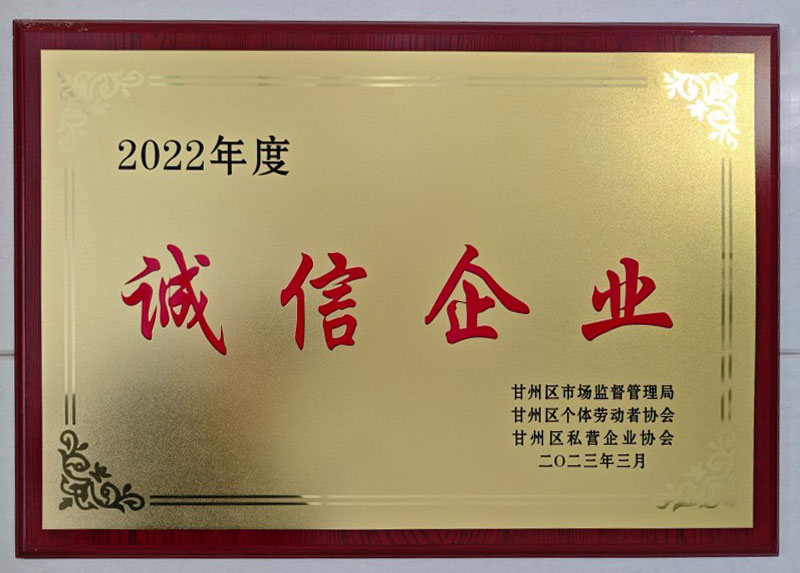 2022年度
诚信企业
甘州区市场监督管理局
甘州区个体劳动者协会
甘州区私营企业协会
二〇二三年三月